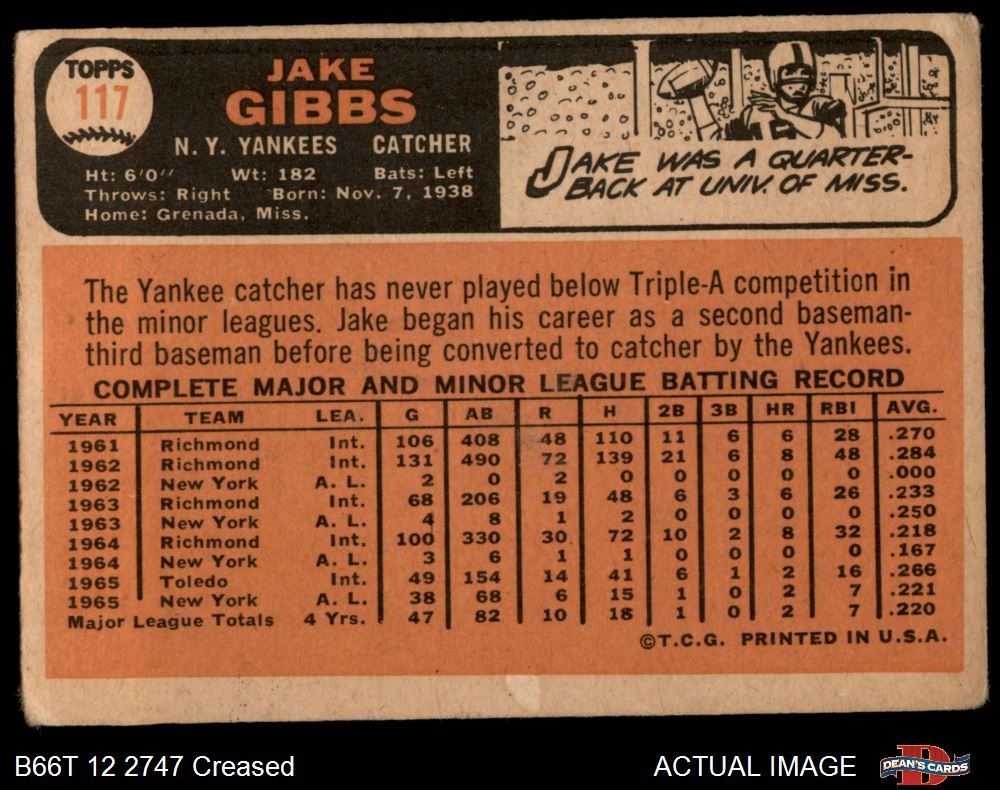 TOPPS
117
JAKE
GIBBS
N. Y. YANKEES CATCHER
Ht: 6'0" Wt: 182 Bats: Left
Throws: Right Born: Nov. 7, 1938
Home: Grenada, Miss.
JAKE WAS A QUARTER-
BACK AT UNIV. OF MISS.
The Yankee catcher has never played below Triple-A competition in
the minor leagues. Jake began his career as a second baseman-
third baseman before being converted to catcher by the Yankees.
COMPLETE MAJOR AND MINOR LEAGUE BATTING RECORD
YEAR TEAM LEA. G AB R H 2B 3B HR RBI AVG.
1961 Richmond Int. 106 408 48 110 11 6 6 28 .270
1962 Richmond Int. 131 490 72 139 21 6 8 48 .284
1962 New York A. L. 2 0 2 0 0 0 0 0 .000
1963 Richmond Int. 68 206 19 48 6 3 6 26 .233
1963 New York A. L. 4 8 1 2 0 0 0 0 .250
1964 Richmond Int. 100 330 30 72 10 2 8 32 .218
1964 New York A. L. 3 6 1 1 0 0 0 0 .167
1965 Toledo Int. 49 154 14 41 6 1 2 16 .266
1965 New York A. L. 38 68 6 15 1 0 2 7 .221
Major League Totals 4 Yrs. 47 82 10 18 1 0 2 7 .220
©T.C.G. PRINTED IN U.S.A.
B66T 12 2747 Creased
ACTUAL IMAGE
DEAN'S CARDS